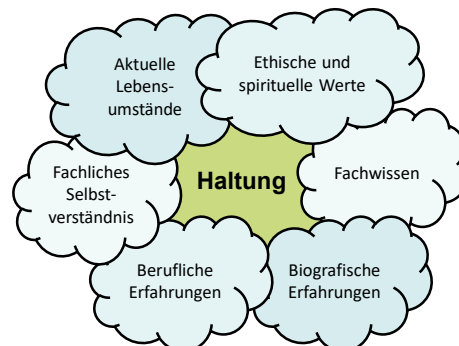 Aktuelle
Lebens-
umstände
Ethische und
spirituelle Werte
Fachliches
Selbst-
verständnis
Haltung
Fachwissen
Berufliche
Erfahrungen
Biografische
Erfahrungen